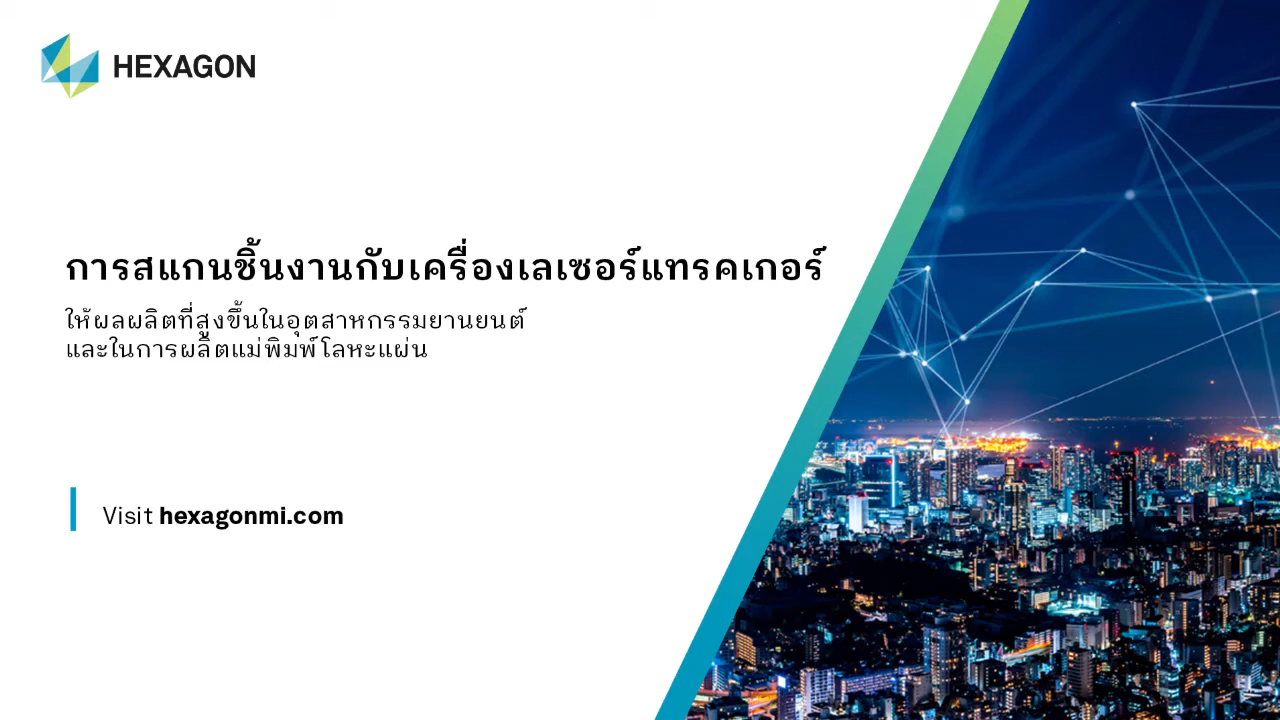 HEXAGON
การสแกนชิ้นงานกับเครื่องเลเซอร์แทรคเกอร์
ให้ผลผลิตที่สูงขึ้นในอุตสาหกรรมยานยนต์
และในการผลิตแม่พิมพ์โลหะแผ่น
Visit hexagonmi.com